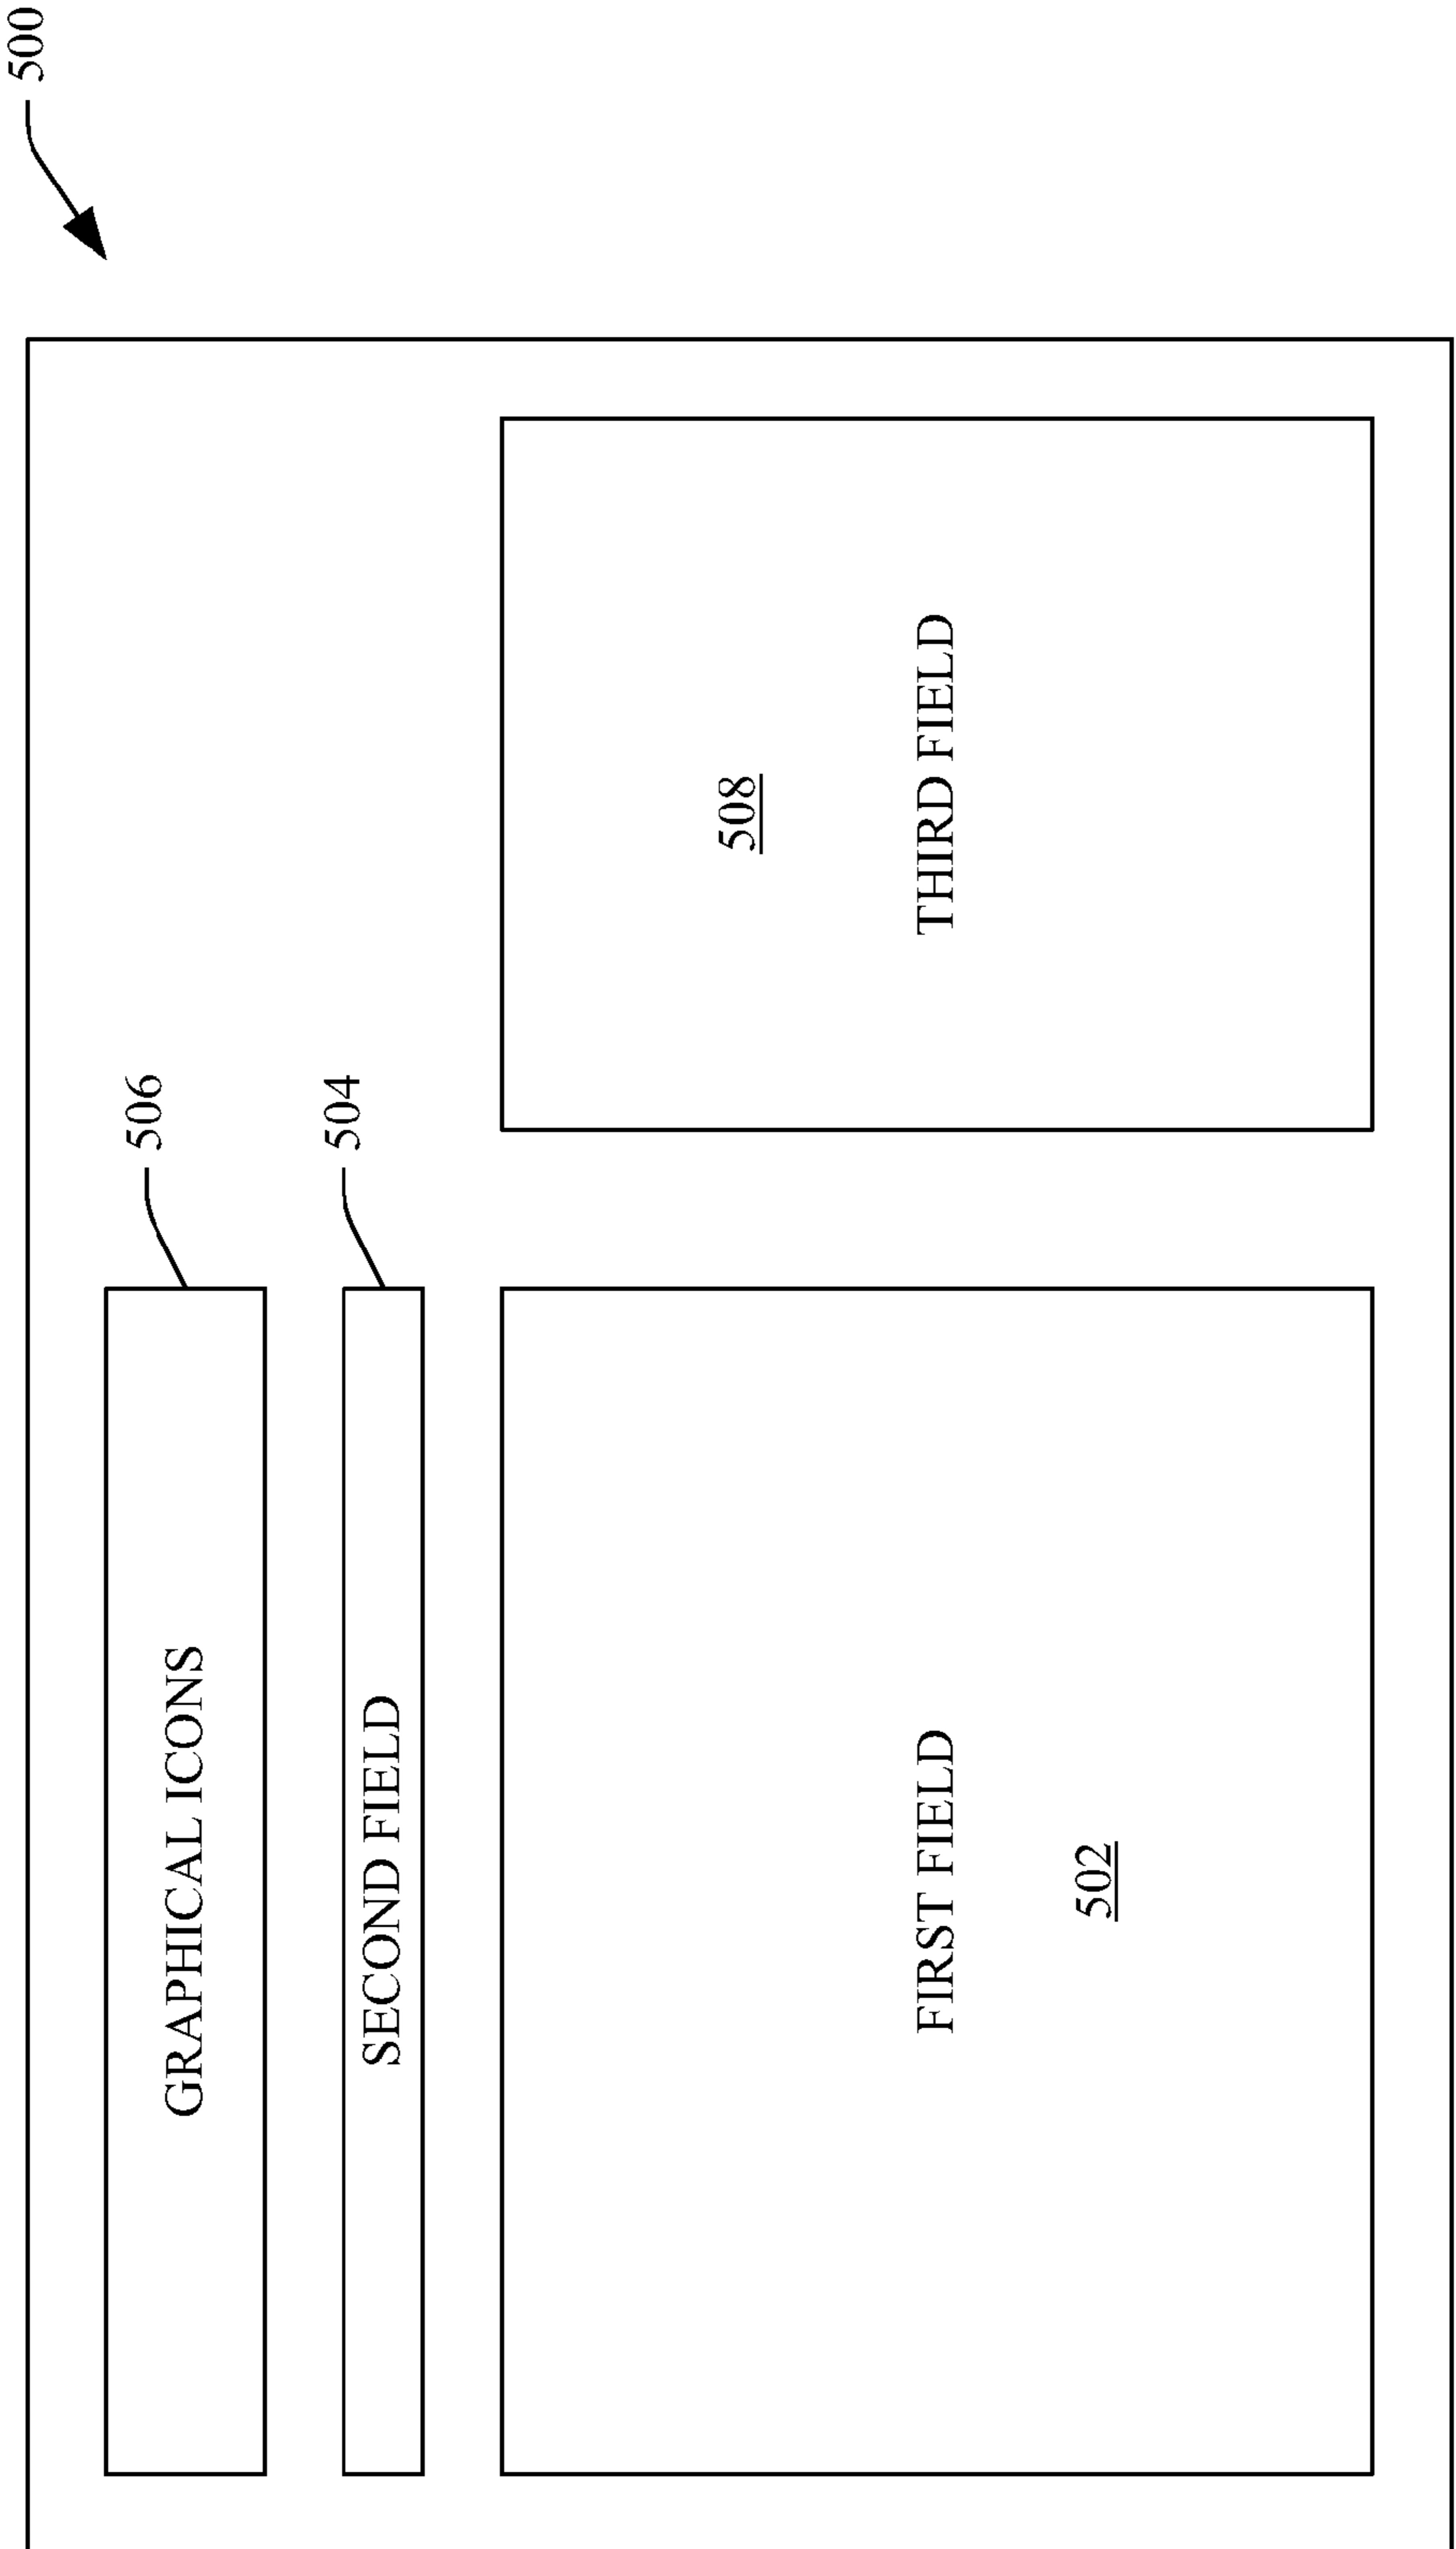 500
GRAPHICAL ICONS
506
SECOND FIELD
504
FIRST FIELD
502
508
THIRD FIELD